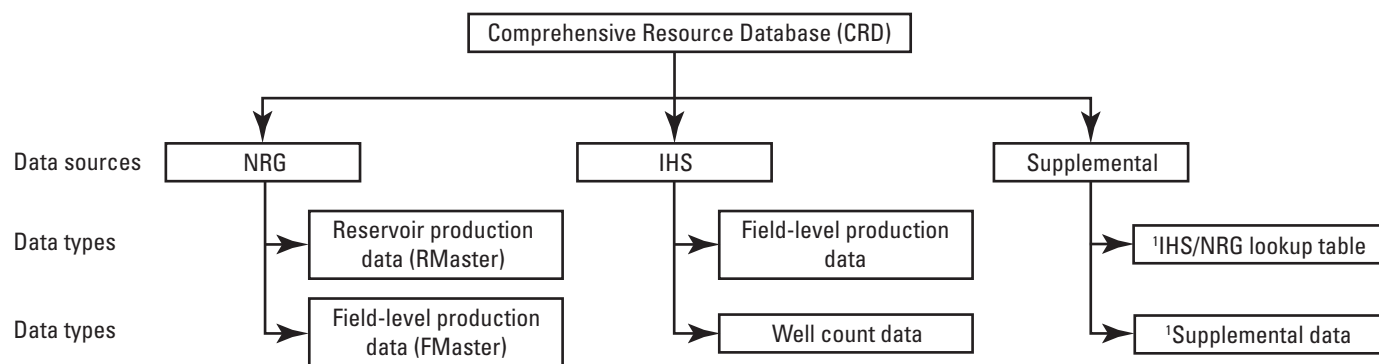 Comprehensive Resource Database (CRD)
Data sources
NRG
IHS
Supplemental
Data types
Reservoir production
data (RMaster)
Field-level production
data
¹IHS/NRG lookup table
Data types
Field-level production
data (FMaster)
Well count data
¹Supplemental data